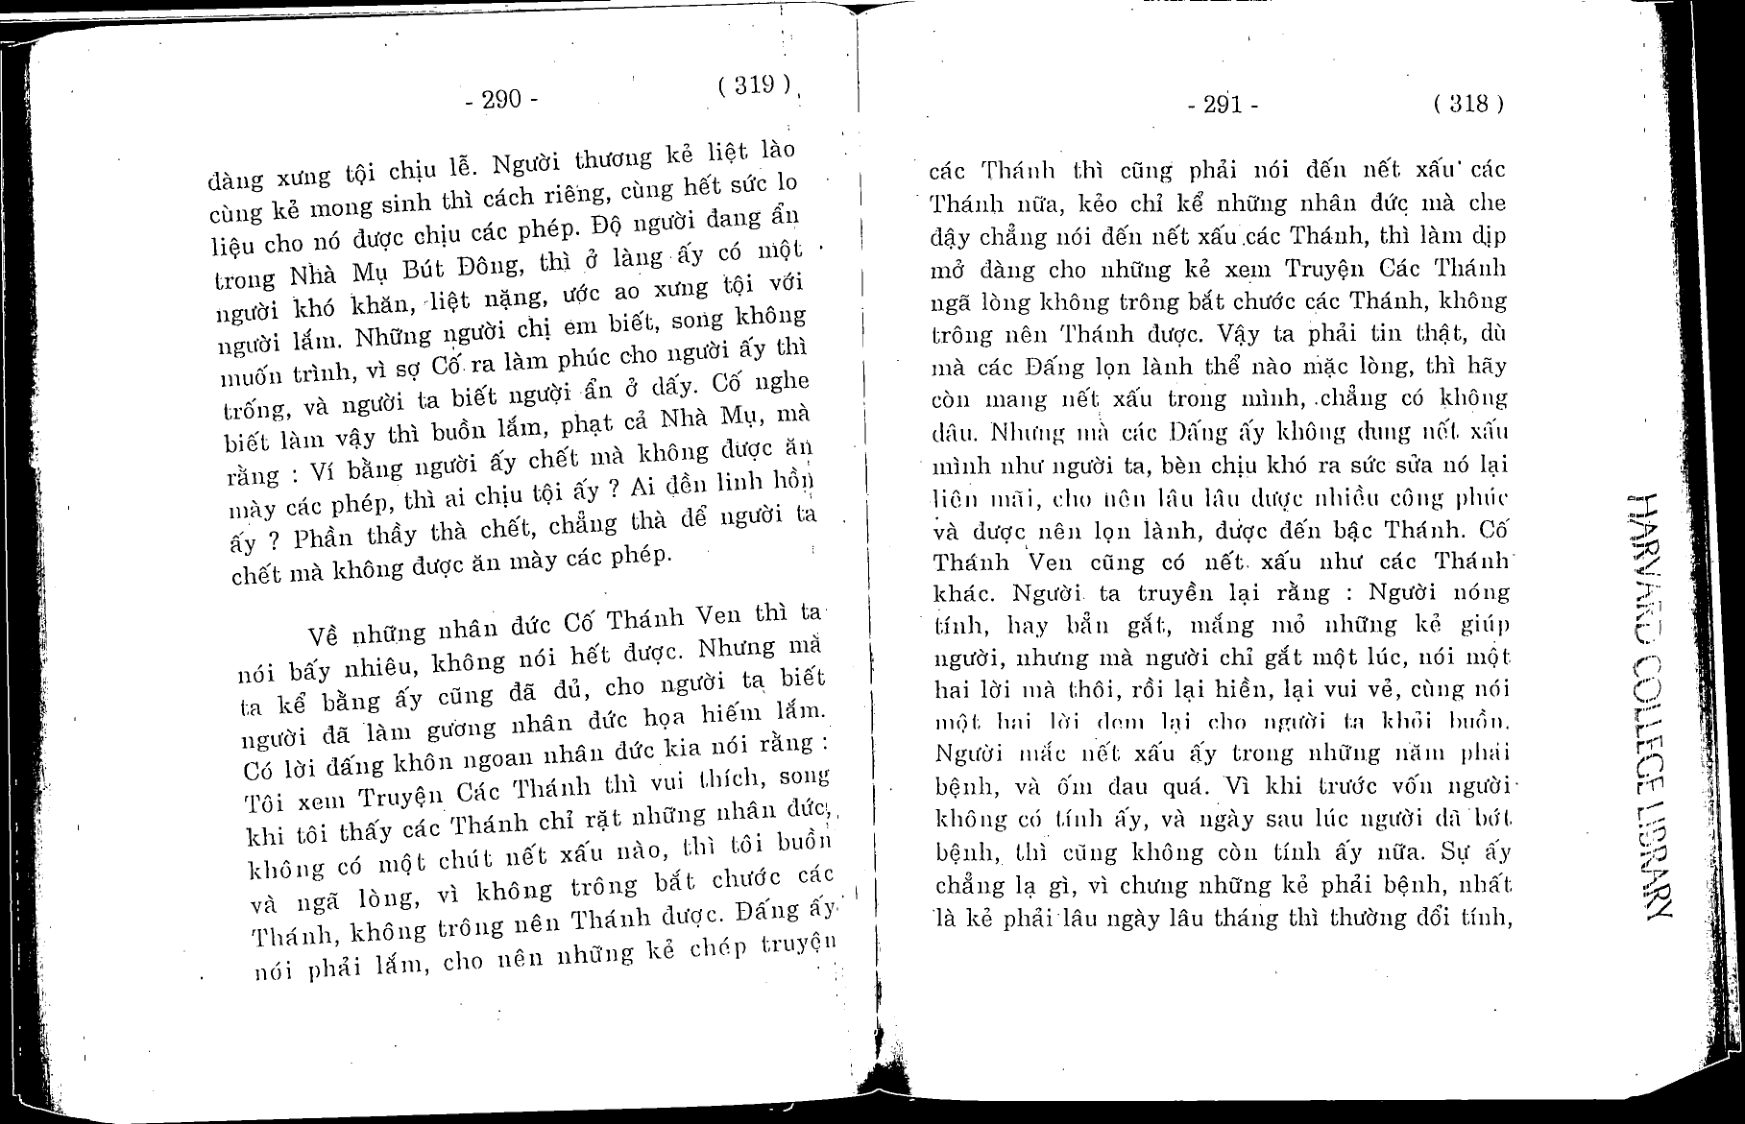 - 290 -
( 319 )
dàng xưng tội chịu lễ. Người thương kẻ liệt lào
cùng kẻ mong sinh thì cách riêng, cùng hết sức lo
liệu cho nó được chịu các phép. Độ người đang ẩn
trong Nhà Mụ Bút Đông, thì ở làng ấy có một
người khó khăn, liệt nặng, ước ao xưng tội với
người lắm. Những người chị em biết, song không
muốn trình, vì sợ Cố ra làm phúc cho người ấy thì
trống, và người ta biết người ẩn ở đấy. Cố nghe
biết làm vậy thì buồn lắm, phạt cả Nhà Mụ, mà
rằng : Ví bằng người ấy chết mà không được ăn
mày các phép, thì ai chịu tội ấy ? Ai đền linh hồn
ấy ? Phần thầy thà chết, chẳng thà để người ta
chết mà không được ăn mày các phép.
Về những nhân đức Cố Thánh Ven thì ta
nói bấy nhiêu, không nói hết được. Nhưng mà
ta kể bằng ấy cũng đã đủ, cho người ta biết
người đã làm gương nhân đức họa hiếm lắm.
Có lời đấng khôn ngoan nhân đức kia nói rằng :
Tôi xem Truyện Các Thánh thì vui thích, song
khi tôi thấy các Thánh chỉ rặt những nhân đức,
không có một chút nết xấu nào, thì tôi buồn
và ngã lòng, vì không trông bắt chước các
Thánh, không trông nên Thánh được. Đấng ấy
nói phải lắm, cho nên những kẻ chép truyện
- 291 -
( 318 )
các Thánh thì cũng phải nói đến nết xấu các
Thánh nữa, kẻo chỉ kể những nhân đức mà che
đậy chẳng nói đến nết xấu các Thánh, thì làm dịp
mở đàng cho những kẻ xem Truyện Các Thánh
ngã lòng không trông bắt chước các Thánh, không
trông nên Thánh được. Vậy ta phải tin thật, dù
mà các Đấng lọn lành thể nào mặc lòng, thì hãy
còn mang nết xấu trong mình, chẳng có không
đâu. Nhưng mà các Đấng ấy không dung nết xấu
mình như người ta, bèn chịu khó ra sức sửa nó lại
liên mãi, cho nên lâu lâu được nhiều công phúc
và được nên lọn lành, được đến bậc Thánh. Cố
Thánh Ven cũng có nết xấu như các Thánh
khác. Người ta truyền lại rằng : Người nóng
tính, hay bẳn gắt, mắng mỏ những kẻ giúp
người, nhưng mà người chỉ gắt một lúc, nói một
hai lời mà thôi, rồi lại hiền, lại vui vẻ, cùng nói
một hai lời đem lại cho người ta khỏi buồn.
Người mắc nết xấu ấy trong những năm phải
bệnh, và ốm đau quá. Vì khi trước vốn người
không có tính ấy, và ngày sau lúc người đã bớt
bệnh, thì cũng không còn tính ấy nữa. Sự ấy
chẳng lạ gì, vì chưng những kẻ phải bệnh, nhất
là kẻ phải lâu ngày lâu tháng thì thường đổi tính,
HARVARD COLLEGE LIBRARY